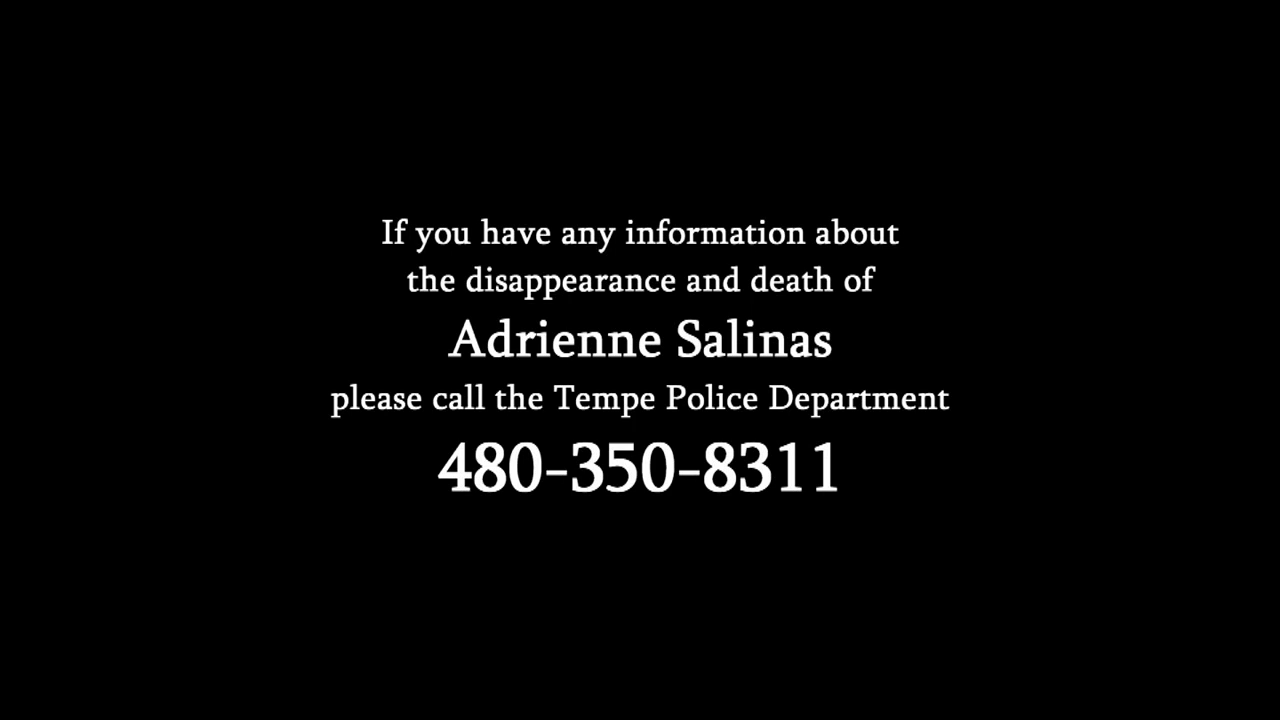 If you have any information about
the disappearance and death of
Adrienne Salinas
please call the Tempe Police Department
480-350-8311